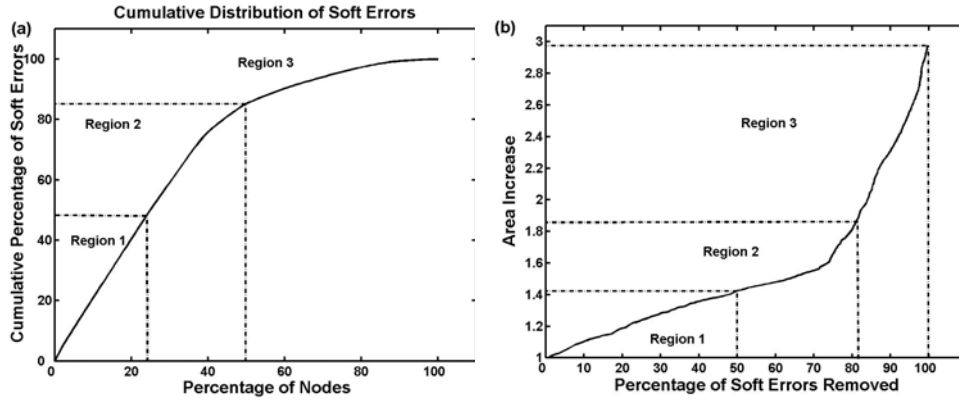 (a)
Cumulative Distribution of Soft Errors
Cumulative Percentage of Soft Errors
100
80
60
40
20
0
Region 3
Region 2
Region 1
0 20 40 60 80 100
Percentage of Nodes
(b)
Area Increase
3
2.8
2.6
2.4
2.2
2
1.8
1.6
1.4
1.2
1
Region 3
Region 2
Region 1
0 10 20 30 40 50 60 70 80 90 100
Percentage of Soft Errors Removed